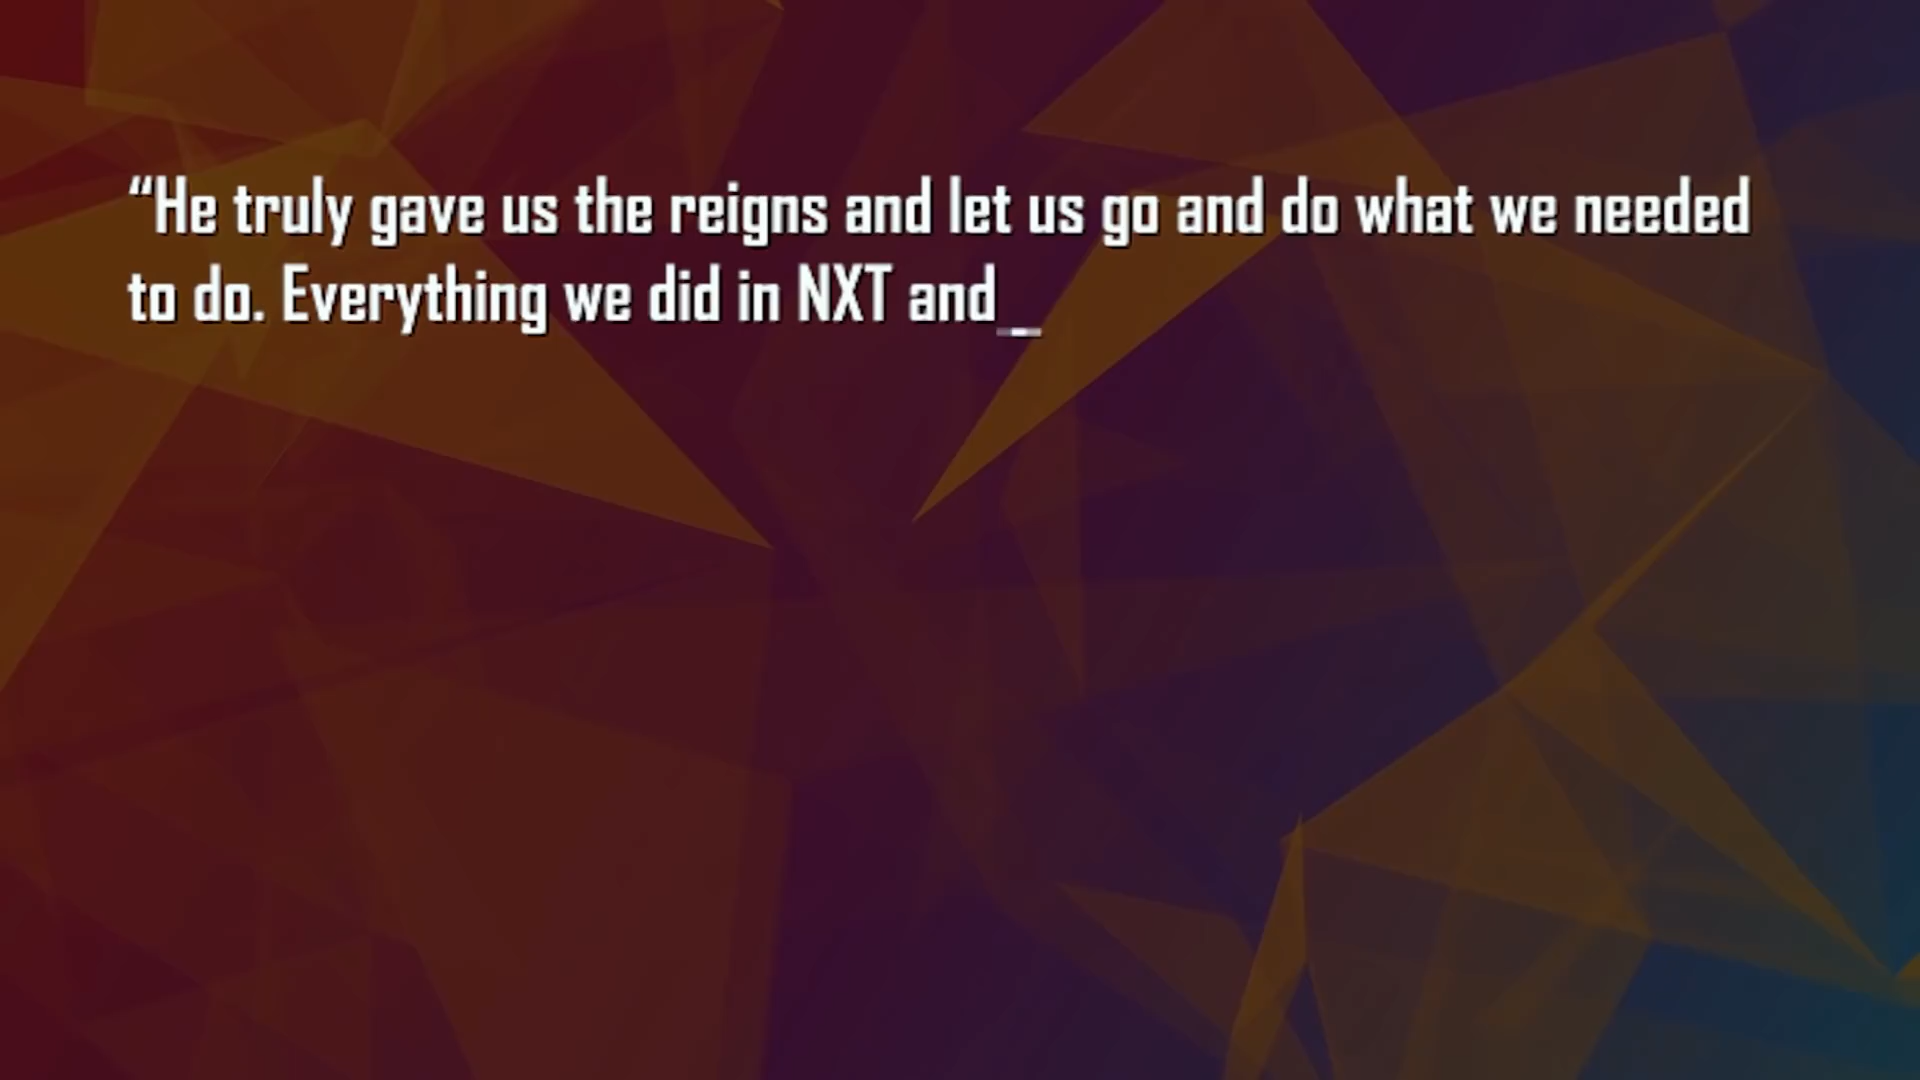 “He truly gave us the reigns and let us go and do what we needed
to do. Everything we did in NXT and_